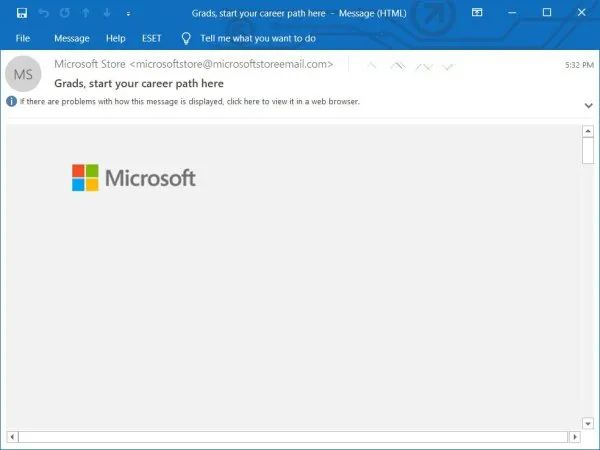 Grads, start your career path here - Message (HTML)
File Message Help ESET Tell me what you want to do
MS
Microsoft Store <microsoftstore@microsoftstoreemail.com>
5:32 PM
Grads, start your career path here
If there are problems with how this message is displayed, click here to view it in a web browser.
Microsoft